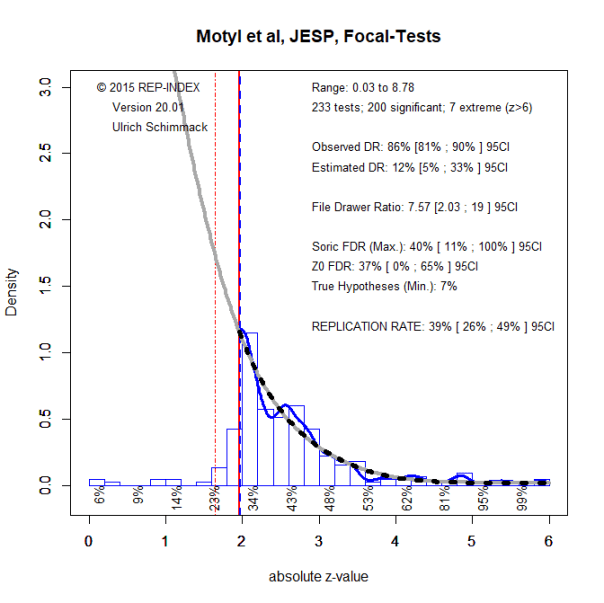 Motyl et al, JESP, Focal-Tests
© 2015 REP-INDEX
Version 20.01
Ulrich Schimmack
Range: 0.03 to 8.78
233 tests; 200 significant; 7 extreme (z>6)
Observed DR: 86% [81% ; 90% ] 95CI
Estimated DR: 12% [5% ; 33% ] 95CI
File Drawer Ratio: 7.57 [2.03 ; 19 ] 95CI
Soric FDR (Max.): 40% [ 11% ; 100% ] 95CI
Z0 FDR: 37% [ 0% ; 65% ] 95CI
True Hypotheses (Min.): 7%
REPLICATION RATE: 39% [ 26% ; 49% ] 95CI
Density
3.0
2.5
2.0
1.5
1.0
0.5
0.0
6% 9% 14% 23% 34% 43% 48% 53% 62% 81% 95% 99%
0 1 2 3 4 5 6
absolute z-value